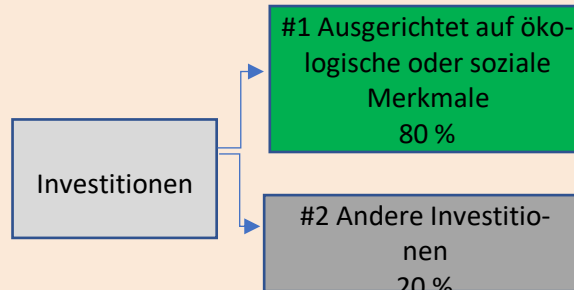 #1 Ausgerichtet auf öko-
logische oder soziale
Merkmale
80 %
Investitionen
#2 Andere Investitio-
nen
20 %